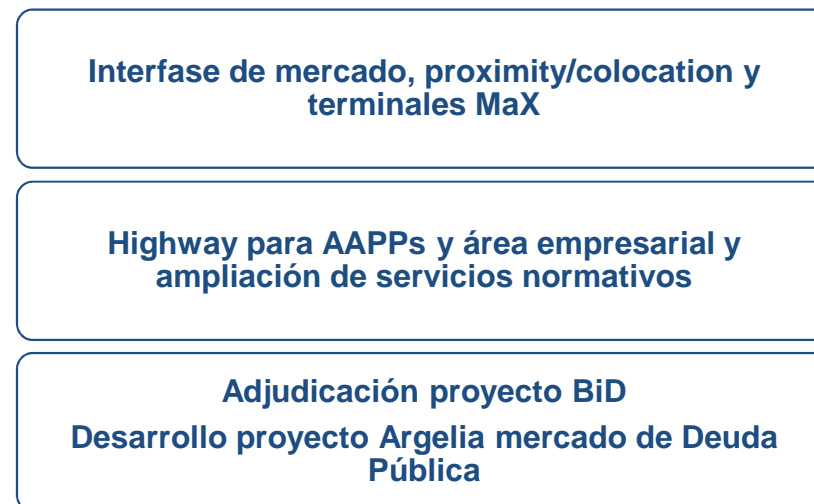 Interfase de mercado, proximity/colocation y
terminales MaX
Highway para AAPPs y área empresarial y
ampliación de servicios normativos
Adjudicación proyecto BiD
Desarrollo proyecto Argelia mercado de Deuda
Pública